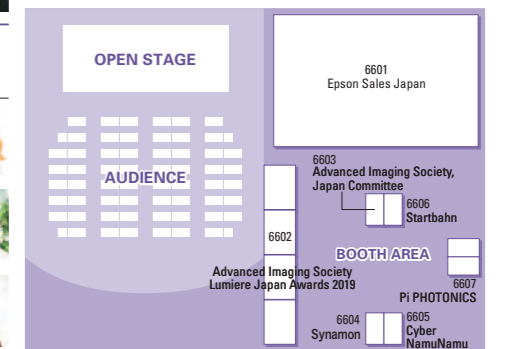 OPEN STAGE
AUDIENCE
6601
Epson Sales Japan
6603
Advanced Imaging Society,
Japan Committee
6606
Startbahn
6602
BOOTH AREA
Advanced Imaging Society
Lumiere Japan Awards 2019
6607
Pi PHOTONICS
6604
Synamon
6605
Cyber
NamuNamu